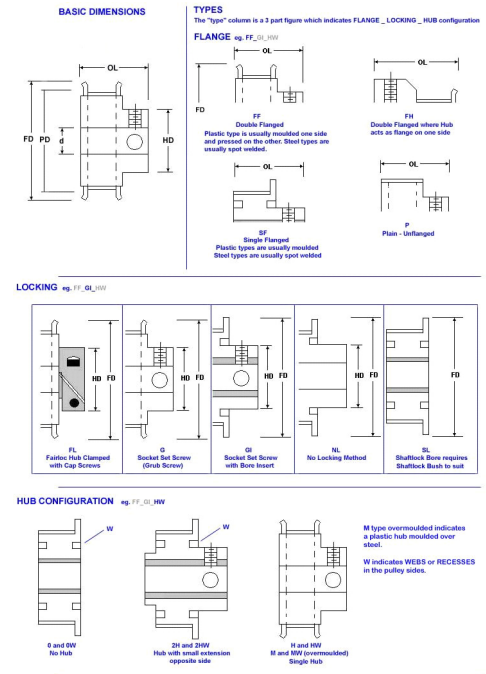 BASIC DIMENSIONS
OL
FD
PD
d
HD
TYPES
The "type" column is a 3 part figure which indicates FLANGE _ LOCKING _ HUB configuration
FLANGE eg. FF_GI_HW
OL
FD
FF
Double Flanged
Plastic type is usually moulded one side
and pressed on the other. Steel types are
usually spot welded.
OL
FH
Double Flanged where Hub
acts as flange on one side
OL
SF
Single Flanged
Plastic types are usually moulded
Steel types are usually spot welded
OL
P
Plain - Unflanged
LOCKING eg. FF_GI_HW
HD FD
FL
Fairloc Hub Clamped
with Cap Screws
HD FD
G
Socket Set Screw
(Grub Screw)
HD FD
GI
Socket Set Screw
with Bore Insert
HD FD
NL
No Locking Method
FD
SL
Shaftlock Bore requires
Shaftlock Bush to suit
HUB CONFIGURATION eg. FF_GI_HW
W
0 and 0W
No Hub
W
2H and 2HW
Hub with small extension
opposite side
H and HW
M and MW (overmoulded)
Single Hub
M type overmoulded indicates
a plastic hub moulded over
steel.
W indicates WEBS or RECESSES
in the pulley sides.